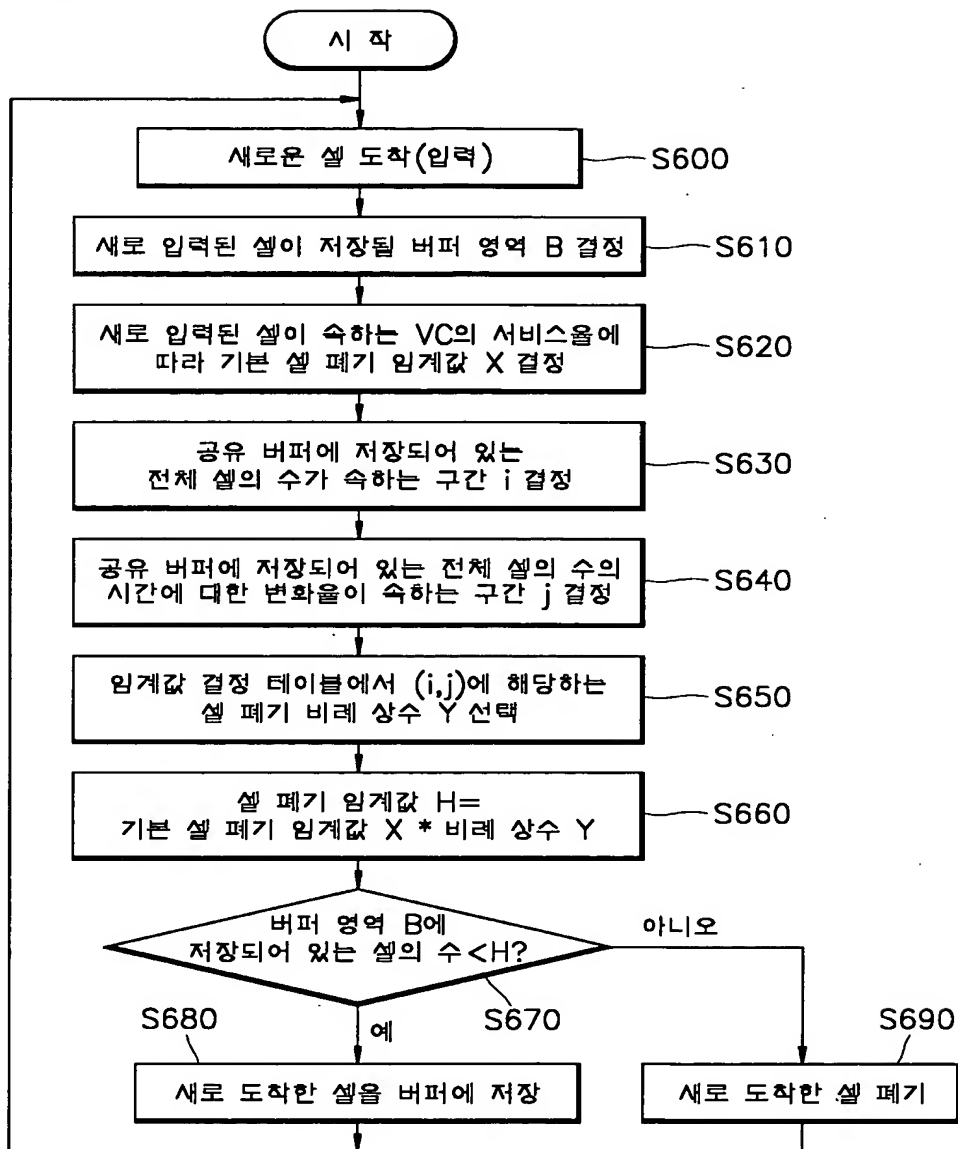 시 작
새로운 셀 도착(입력)
S600
새로 입력된 셀이 저장될 버퍼 영역 B 결정
S610
새로 입력된 셀이 속하는 VC의 서비스율에
따라 기본 셀 폐기 임계값 X 결정
S620
공유 버퍼에 저장되어 있는
전체 셀의 수가 속하는 구간 i 결정
S630
공유 버퍼에 저장되어 있는 전체 셀의 수의
시간에 대한 변화율이 속하는 구간 j 결정
S640
임계값 결정 테이블에서 (i,j)에 해당하는
셀 폐기 비례 상수 Y 선택
S650
셀 폐기 임계값 H=
기본 셀 폐기 임계값 X * 비례 상수 Y
S660
버퍼 영역 B에
저장되어 있는 셀의 수<H?
아니오
S670
예
S680
새로 도착한 셀을 버퍼에 저장
S690
새로 도착한 셀 폐기